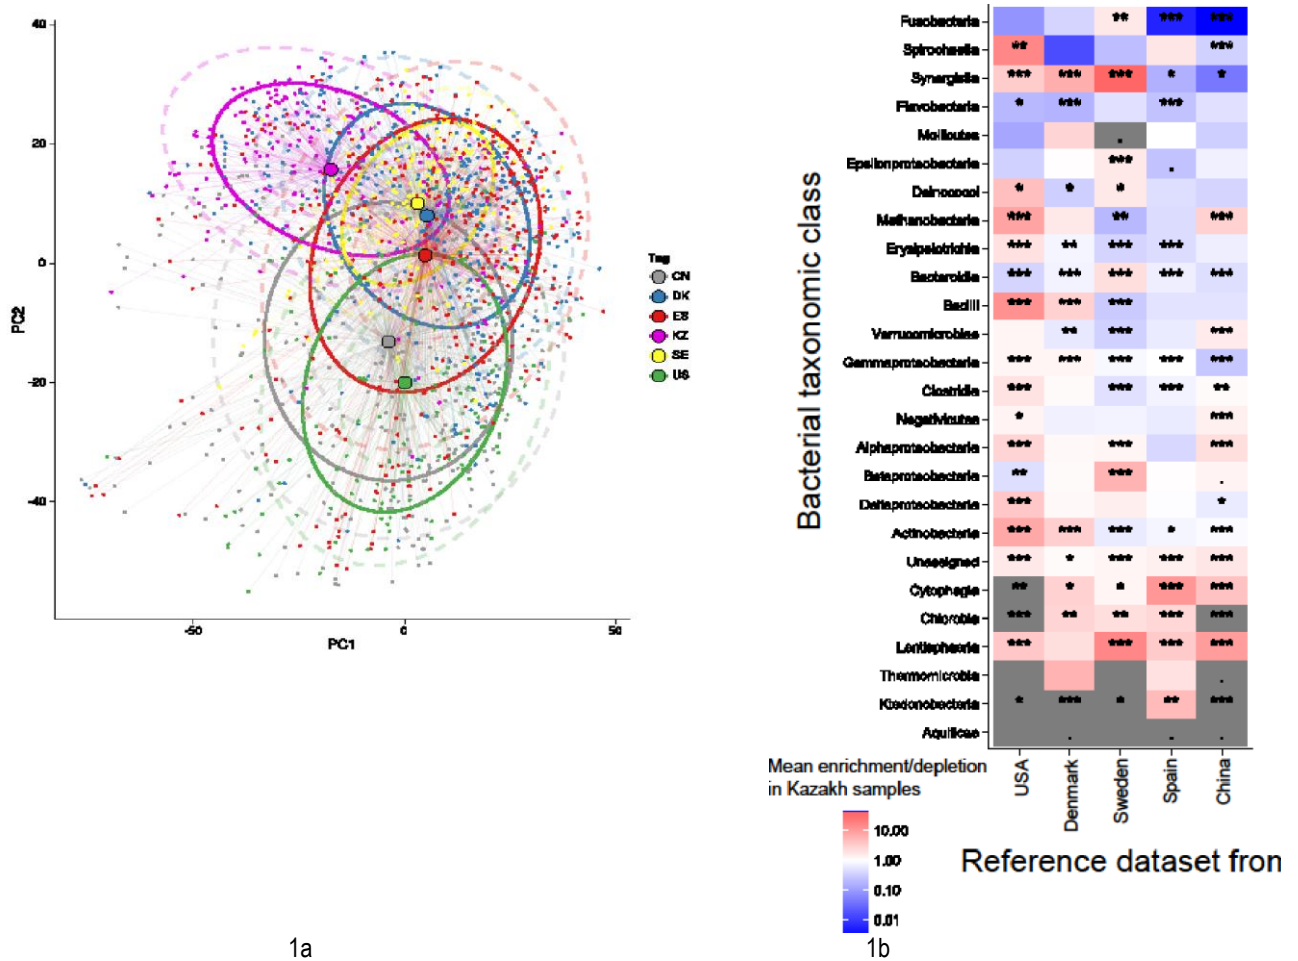 40
20
0
-20
-40
PC2
-50
0
50
PC1
Tag
CN
DK
ES
KZ
SE
US
1a
Bacterial taxonomic class
Fusobacteria
Spirochaetia
Synergistia
Flavobacteria
Mollicutes
Epsilonproteobacteria
Deinococci
Methanobacteria
Erysipelotrichia
Bacteroidia
Bacilli
Verrucomicrobiae
Gammaproteobacteria
Clostridia
Negativicutes
Alphaproteobacteria
Betaproteobacteria
Deltaproteobacteria
Actinobacteria
Unassigned
Cytophagia
Chlorobia
Lentisphaeria
Thermomicrobia
Ktedonobacteria
Aquificae
USA
Denmark
Sweden
Spain
China
Mean enrichment/depletion
in Kazakh samples
10.00
1.00
0.10
0.01
Reference dataset from
1b